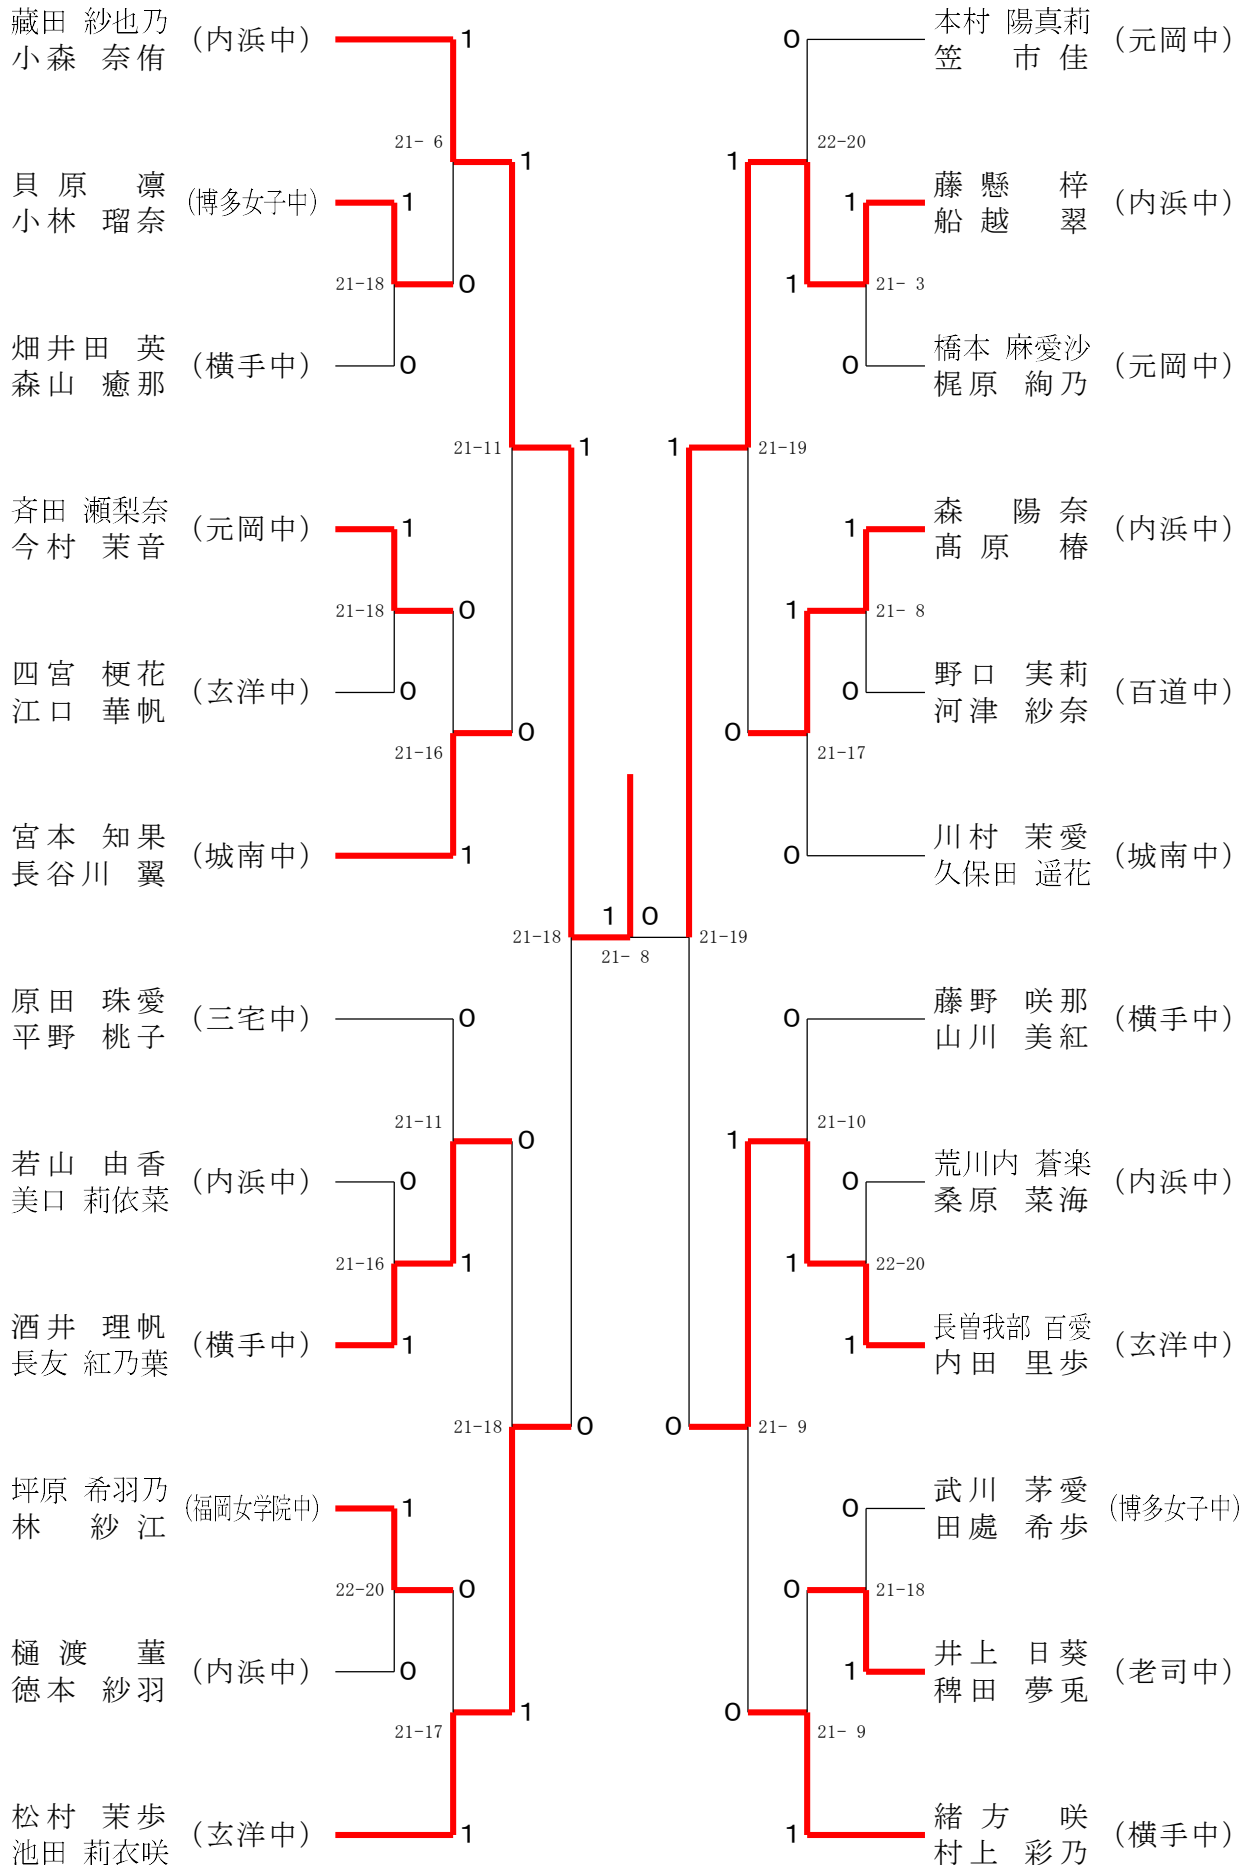 藏田 紗也乃
小森 奈侑
(内浜中)
1
21- 6
1
貝原 凛
小林 瑠奈
(博多女子中)
1
21-18
0
畑井田 英
森山 癒那
(横手中)
0
21-11
1
斉田 瀬梨奈
今村 茉音
(元岡中)
1
21-18
0
四宮 梗花
江口 華帆
(玄洋中)
0
21-16
0
宮本 知果
長谷川 翼
(城南中)
1
21-18
原田 珠愛
平野 桃子
(三宅中)
0
21-11
0
若山 由香
美口 莉依菜
(内浜中)
0
21-16
1
酒井 理帆
長友 紅乃葉
(横手中)
1
21-18
0
坪原 希羽乃
林 紗江
(福岡女学院中)
1
22-20
0
樋渡 菫
徳本 紗羽
(内浜中)
0
21-17
1
松村 茉歩
池田 莉衣咲
(玄洋中)
1
1 0
21- 8
0
本村 陽真莉
笠 市佳
(元岡中)
22-20
1
1
藤懸 梓
船越 翠
(内浜中)
1
21- 3
0
橋本 麻愛沙
梶原 絢乃
(元岡中)
1
21-19
1
森 陽奈
髙原 椿
(内浜中)
1
21- 8
0
野口 実莉
河津 紗奈
(百道中)
0
21-17
0
川村 茉愛
久保田 遥花
(城南中)
21-19
0
藤野 咲那
山川 美紅
(横手中)
1
21-10
0
荒川内 蒼楽
桑原 菜海
(内浜中)
1
22-20
1
長曽我部 百愛
内田 里歩
(玄洋中)
0
21- 9
0
武川 茅愛
田處 希歩
(博多女子中)
0
21-18
1
井上 日葵
稗田 夢兎
(老司中)
0
21- 9
1
緒方 咲
村上 彩乃
(横手中)